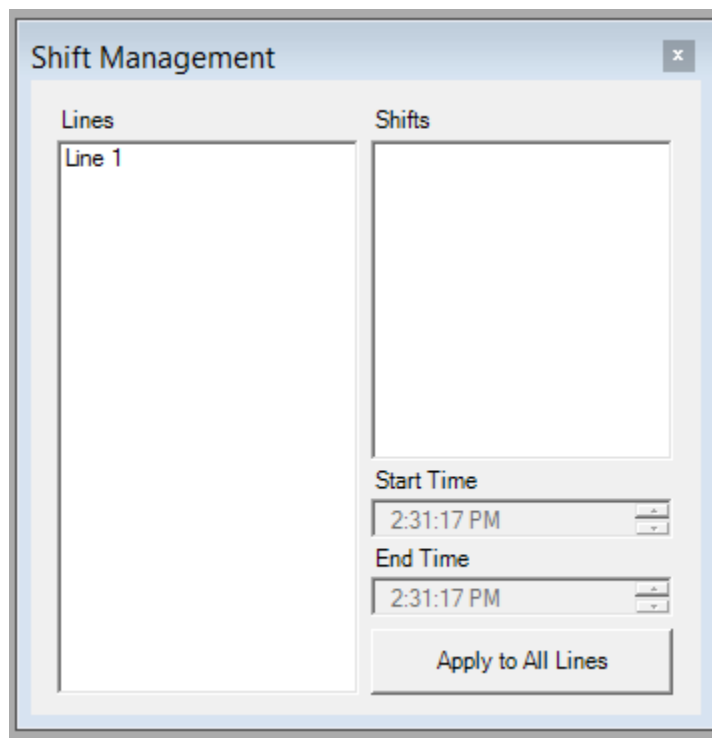 Shift Management
x
Lines
Line 1
Shifts
Start Time
2:31:17 PM
End Time
2:31:17 PM
Apply to All Lines